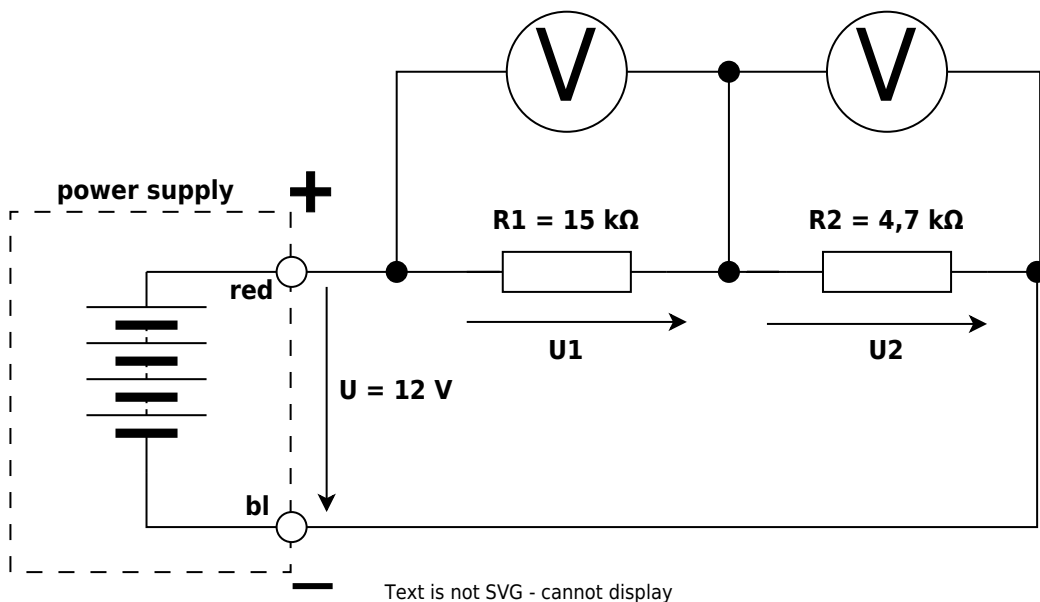 V V
+
power supply
R1 = 15 kΩ R2 = 4,7 kΩ
red
U1 U2
U = 12 V
bl
Text is not SVG - cannot display